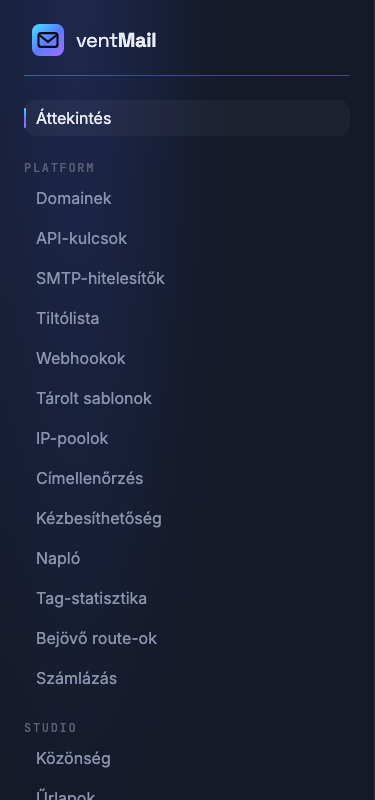 ventMail
Áttekintés
PLATFORM
Domainek
API-kulcsok
SMTP-hitelesítők
Tiltólista
Webhookok
Tárolt sablonok
IP-poolok
Címellenőrzés
Kézbesíthetőség
Napló
Tag-statisztika
Bejövő route-ok
Számlázás
STUDIO
Közönség
Űrlapok